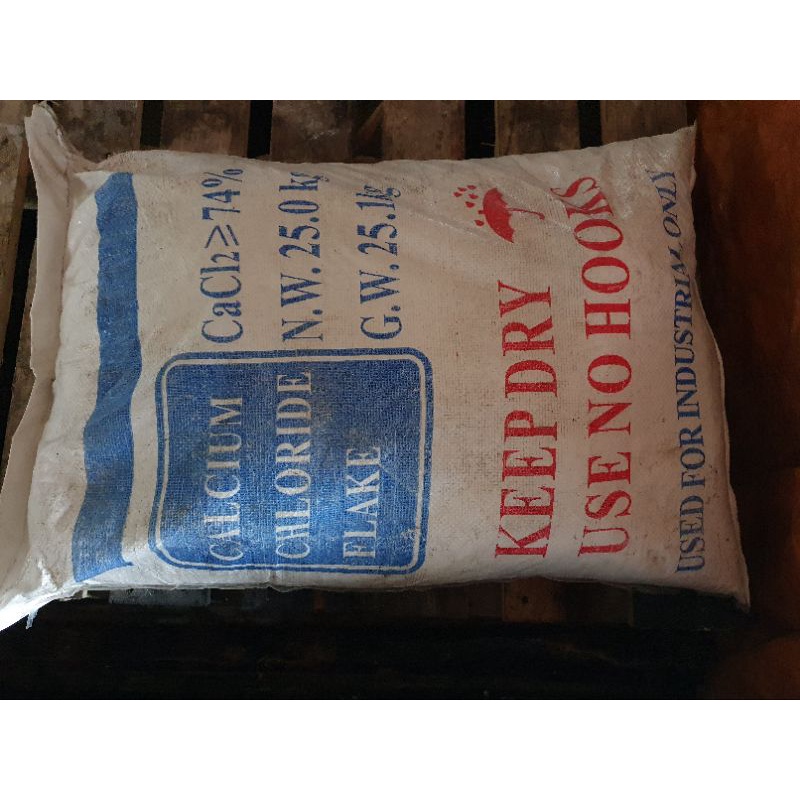 CALCIUM
CHLORIDE
FLAKE
CaCl2≥74%
N.W. 25.0 kg
G.W. 25.1kg
KEEP DRY
USE NO HOOKS
USED FOR INDUSTRIAL ONLY